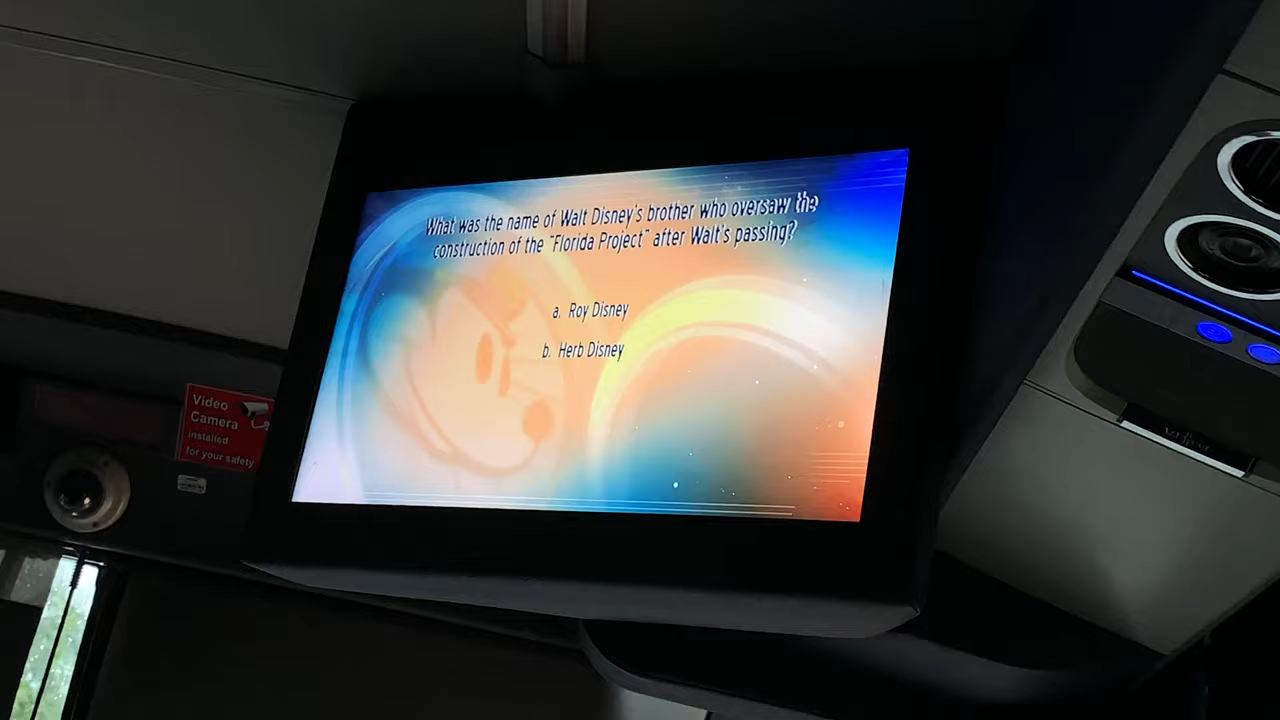 What was the name of Walt Disney's brother who oversaw the
construction of the "Florida Project" after Walt's passing?
a. Roy Disney
b. Herb Disney
Video
Camera
installed
for your safety